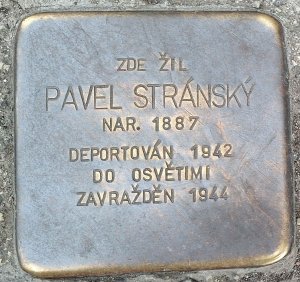 ZDE ŽIL
PAVEL STRÁNSKÝ
NAR. 1887
DEPORTOVÁN 1942
DO OSVĚTIMI
ZAVRAŽDĚN 1944